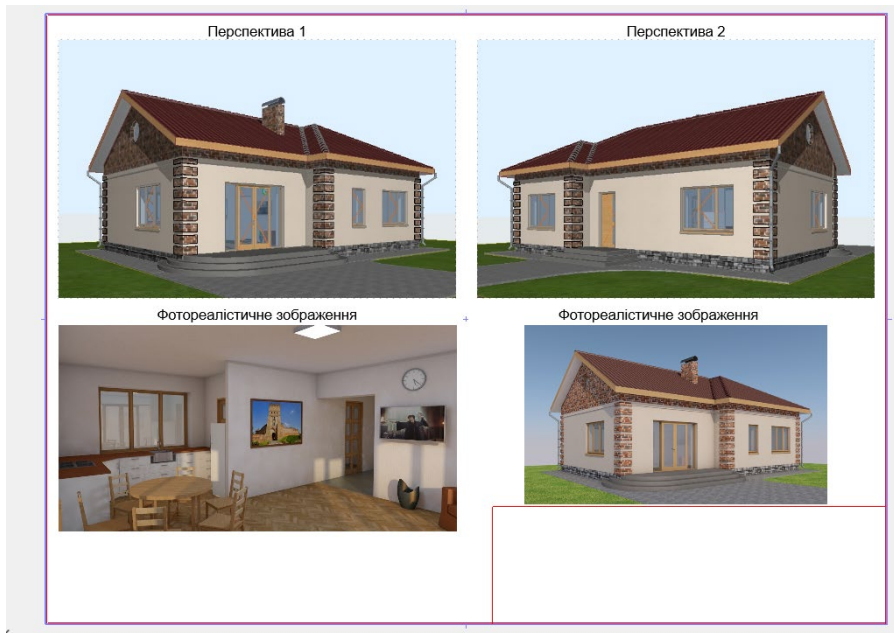 Перспектива 1
Перспектива 2
Фотореалістичне зображення
Фотореалістичне зображення